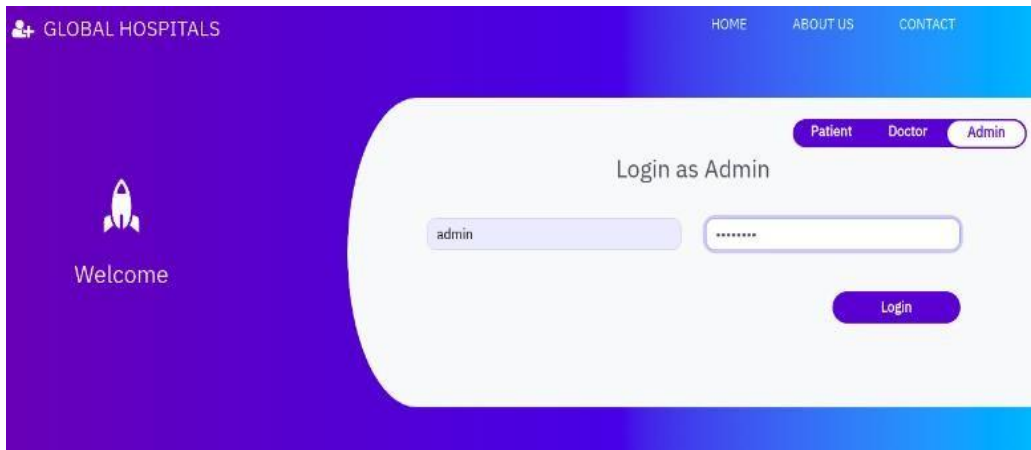 GLOBAL HOSPITALS
HOME ABOUT US CONTACT
Patient Doctor Admin
Login as Admin
admin ••••••••
Welcome
Login